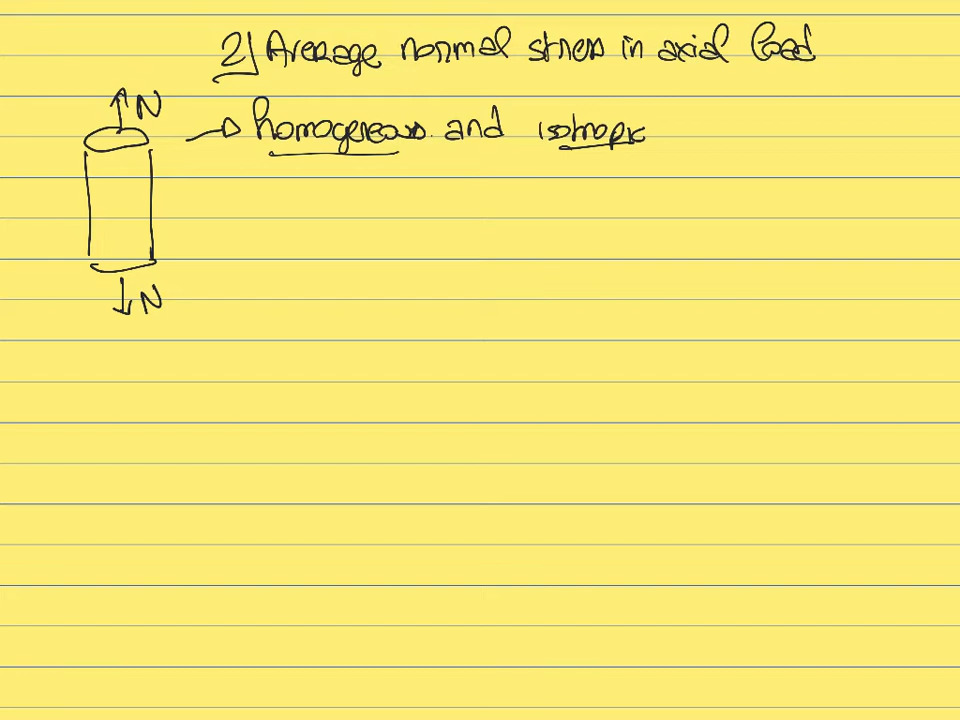 2) Average normal stress in axial load
N
homogeneous and isotropic
N